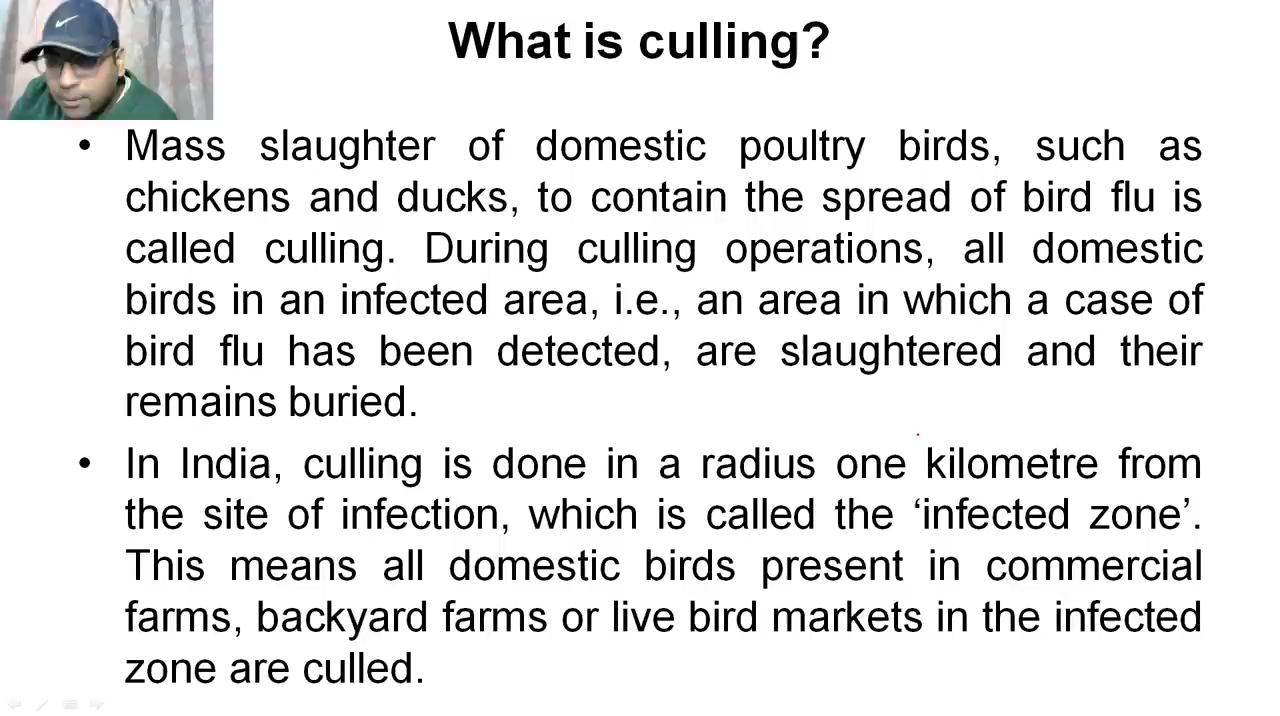 What is culling?
• Mass slaughter of domestic poultry birds, such as
chickens and ducks, to contain the spread of bird flu is
called culling. During culling operations, all domestic
birds in an infected area, i.e., an area in which a case of
bird flu has been detected, are slaughtered and their
remains buried.
• In India, culling is done in a radius one kilometre from
the site of infection, which is called the ‘infected zone’.
This means all domestic birds present in commercial
farms, backyard farms or live bird markets in the infected
zone are culled.